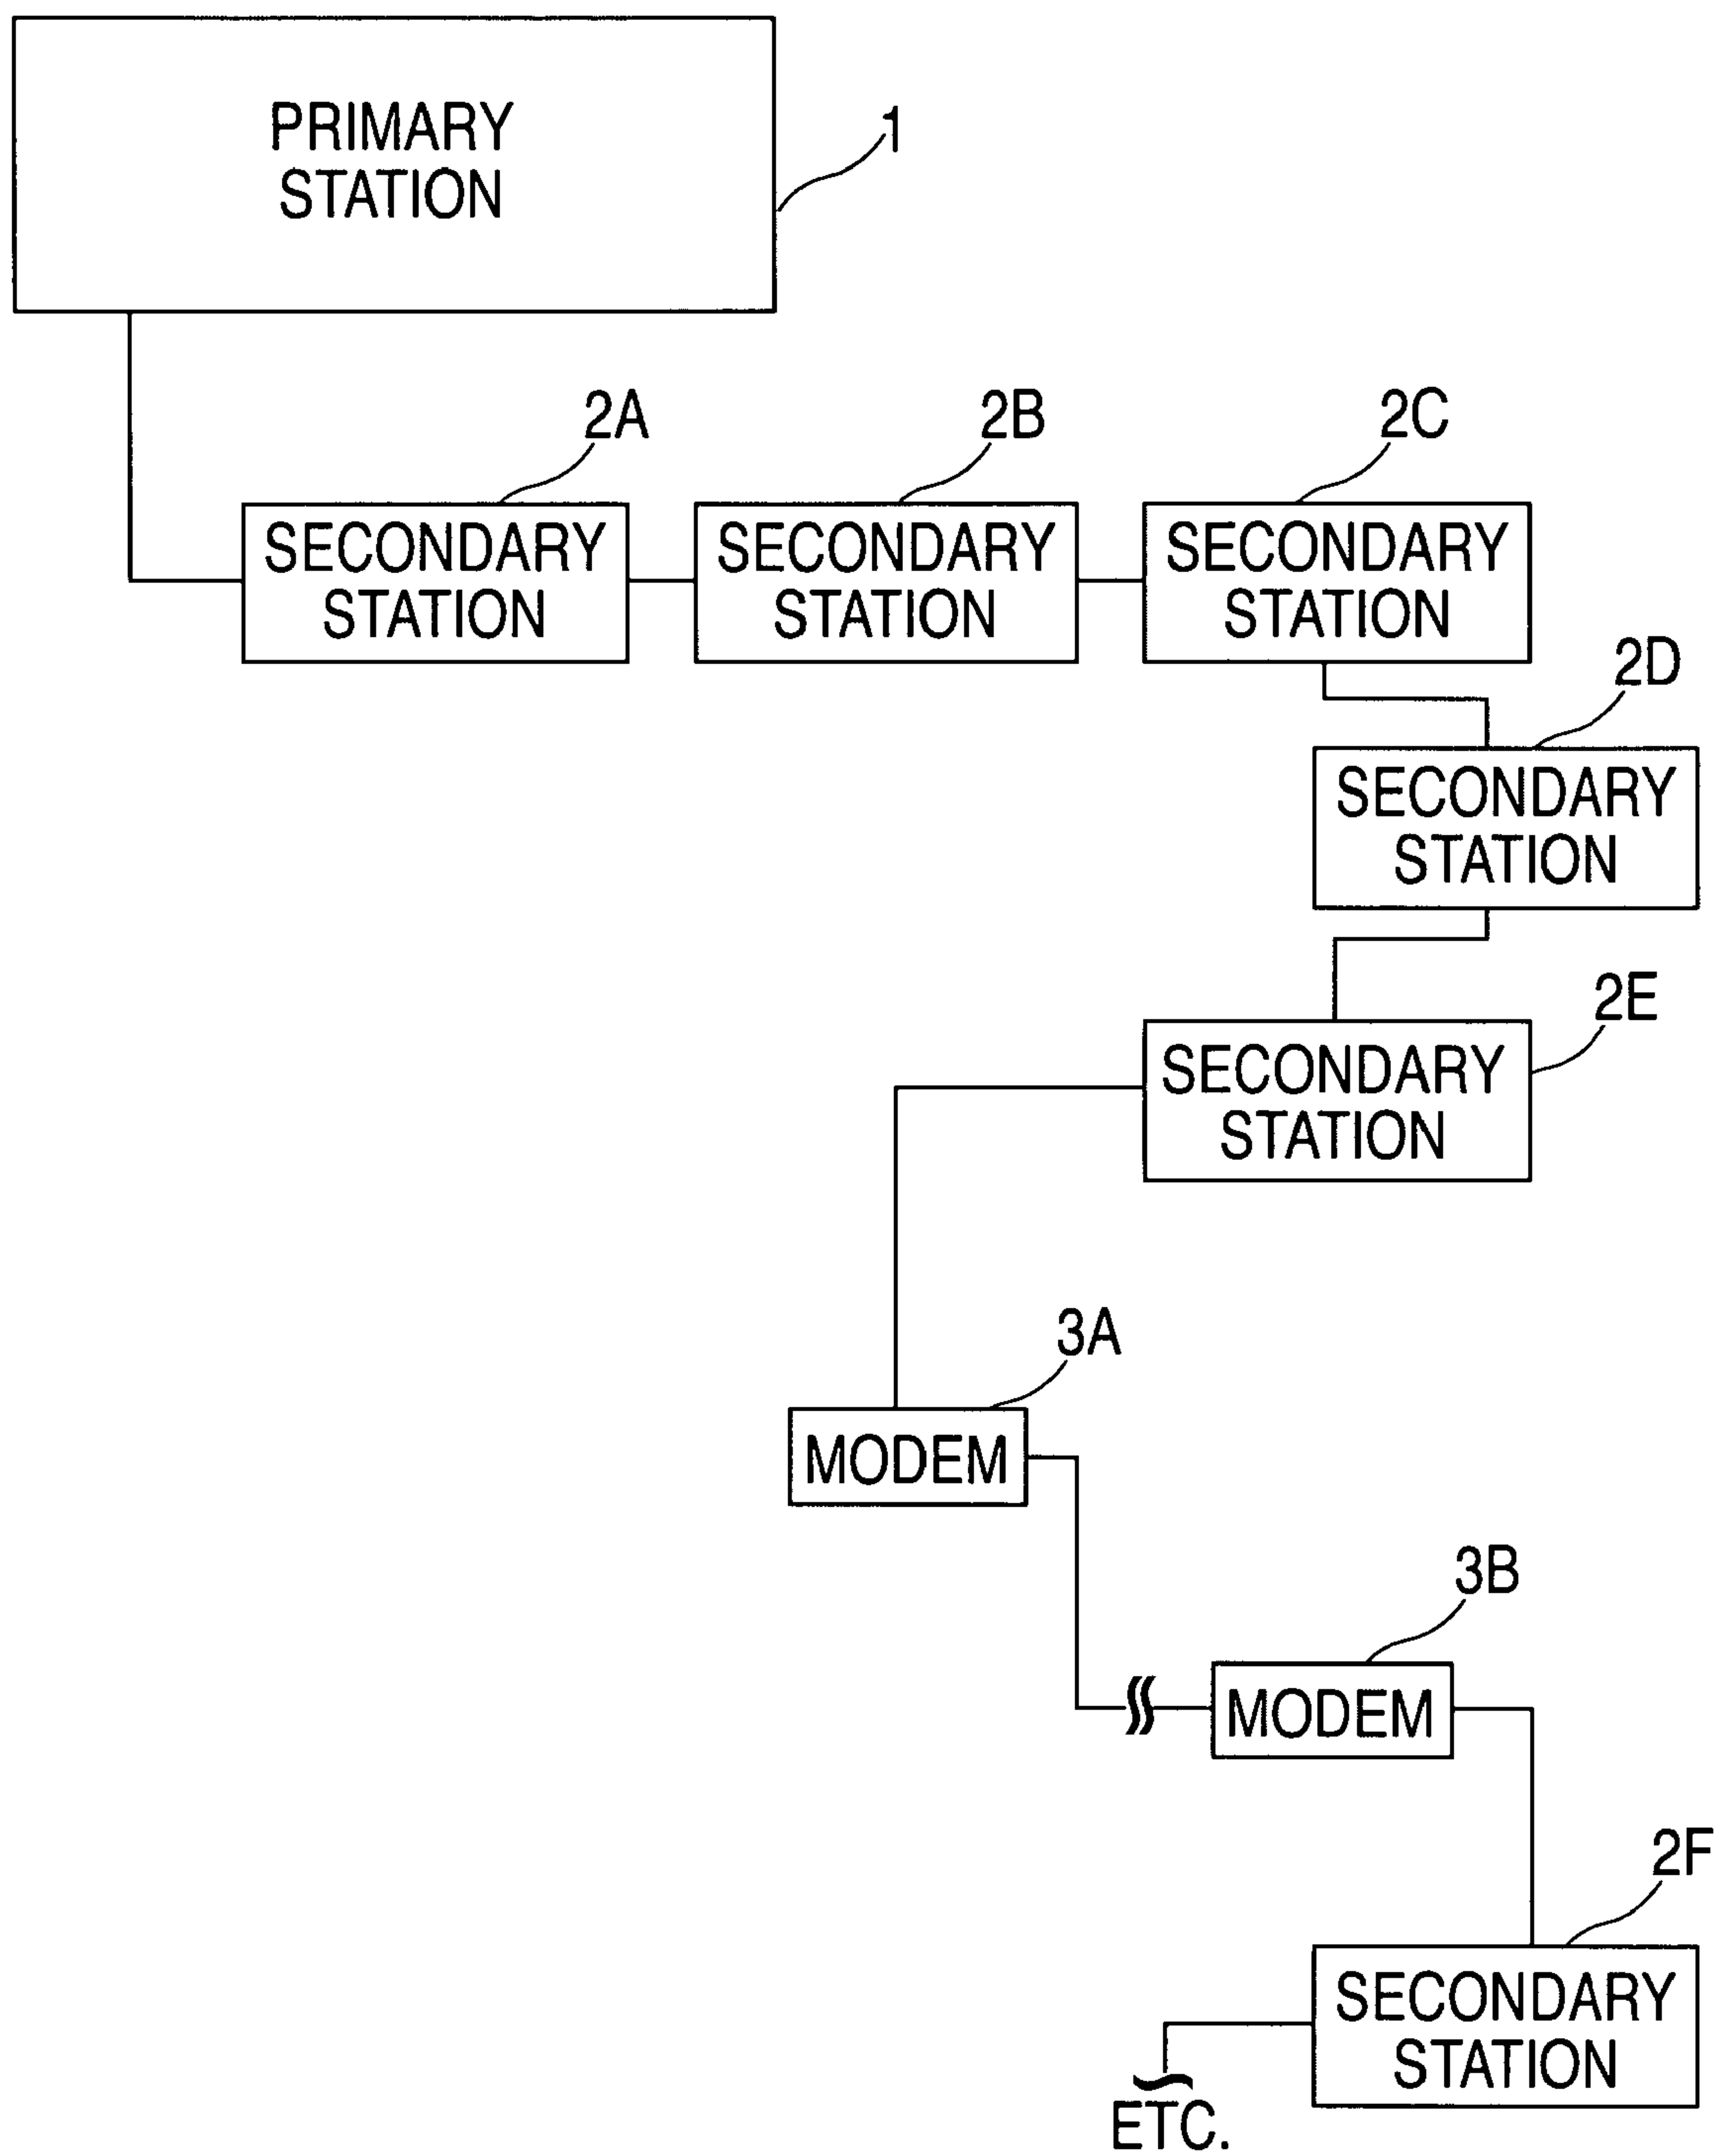 PRIMARY
STATION
1
2A
2B
2C
SECONDARY
STATION
SECONDARY
STATION
SECONDARY
STATION
2D
SECONDARY
STATION
2E
SECONDARY
STATION
3A
MODEM
3B
MODEM
2F
SECONDARY
STATION
ETC.